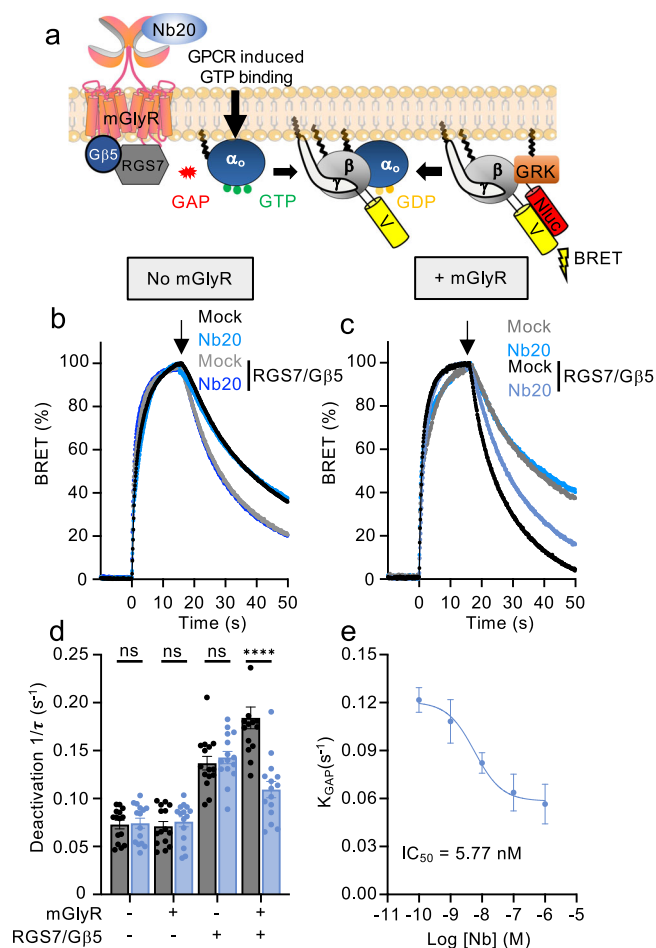 a
Nb20
GPCR induced
GTP binding
mGlyR
Gβ5
RGS7
GAP
αo
GTP
β
γ
V
αo
GDP
β
γ
V
GRK
Nluc
BRET
No mGlyR
+ mGlyR
b
Mock
Nb20
Mock
Nb20
RGS7/Gβ5
BRET (%)
100
80
60
40
20
0
0 10 20 30 40 50
Time (s)
c
Mock
Nb20
Mock
Nb20
RGS7/Gβ5
BRET (%)
100
80
60
40
20
0
0 10 20 30 40 50
Time (s)
d
ns ns ns ****
Deactivation 1/τ (s⁻¹)
0.25
0.20
0.15
0.10
0.05
0
mGlyR - + - +
RGS7/Gβ5 - - + +
e
KGAP(s⁻¹)
0.15
0.12
0.09
0.06
0.03
0.00
IC50 = 5.77 nM
-11 -10 -9 -8 -7 -6 -5
Log [Nb] (M)